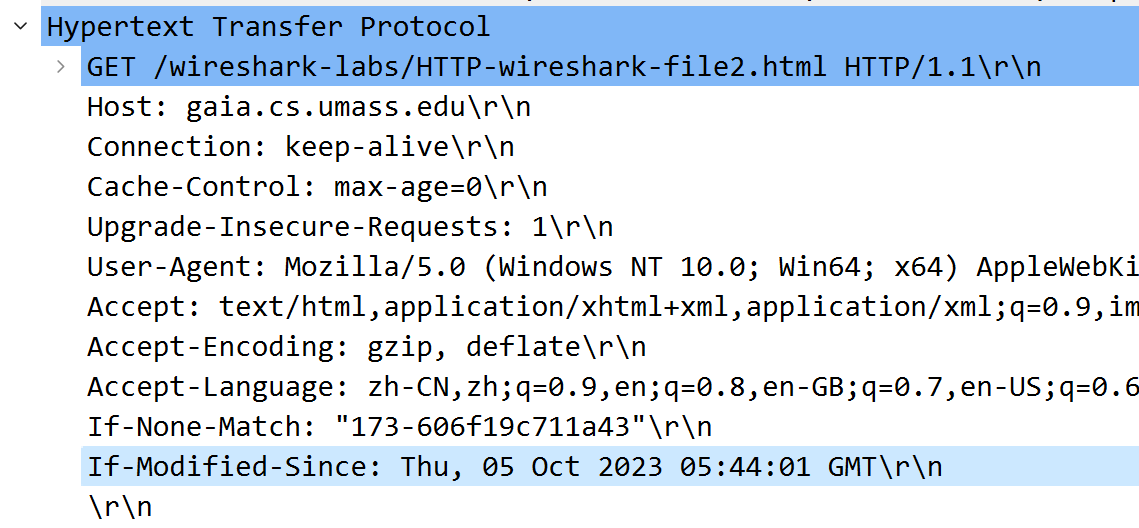 Hypertext Transfer Protocol
GET /wireshark-labs/HTTP-wireshark-file2.html HTTP/1.1\r\n
Host: gaia.cs.umass.edu\r\n
Connection: keep-alive\r\n
Cache-Control: max-age=0\r\n
Upgrade-Insecure-Requests: 1\r\n
User-Agent: Mozilla/5.0 (Windows NT 10.0; Win64; x64) AppleWebKi
Accept: text/html,application/xhtml+xml,application/xml;q=0.9,im
Accept-Encoding: gzip, deflate\r\n
Accept-Language: zh-CN,zh;q=0.9,en;q=0.8,en-GB;q=0.7,en-US;q=0.6
If-None-Match: "173-606f19c711a43"\r\n
If-Modified-Since: Thu, 05 Oct 2023 05:44:01 GMT\r\n
\r\n